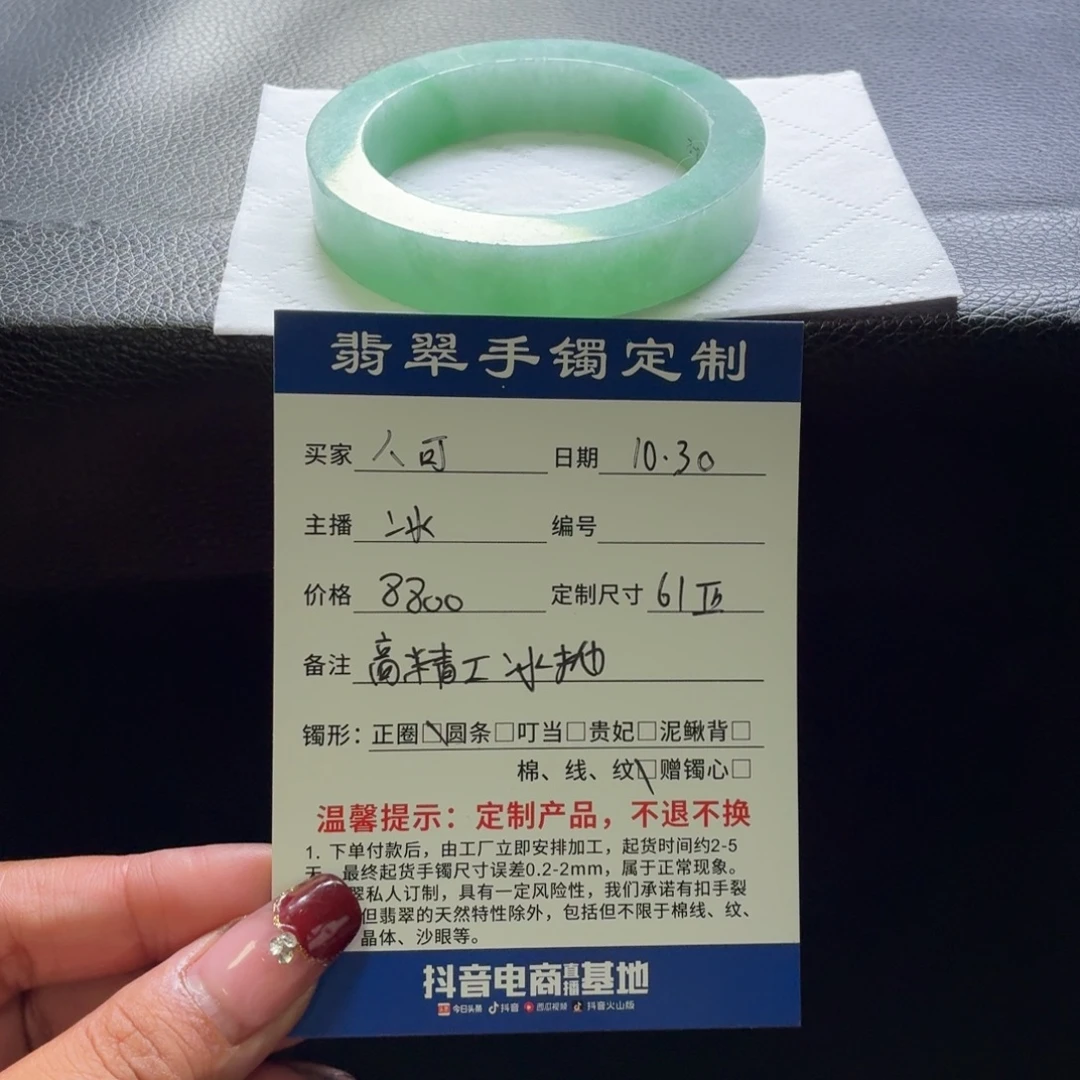 翡翠手镯定制
买家 人可 日期 10.30
主播 冰 编号
价格 8800 定制尺寸 61正
备注 高精工冰抛
镯形：正圈□圆条□叮当□贵妃□泥鳅背□
棉、线、纹□赠镯心□
温馨提示：定制产品，不退不换
1. 下单付款后，由工厂立即安排加工，起货时间约2-5
天，最终起货手镯尺寸误差0.2-2mm，属于正常现象。
翠私人订制，具有一定风险性，我们承诺有扣手裂
但翡翠的天然特性除外，包括但不限于棉线、纹、
晶体、沙眼等。
抖音电商直播基地
今日头条 抖音 西瓜视频 抖音火山版